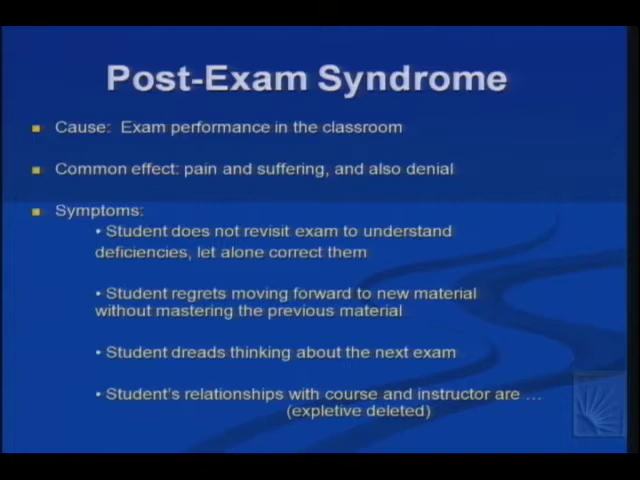 Post-Exam Syndrome
Cause: Exam performance in the classroom
Common effect: pain and suffering, and also denial
Symptoms:
• Student does not revisit exam to understand
deficiencies, let alone correct them
• Student regrets moving forward to new material
without mastering the previous material
• Student dreads thinking about the next exam
• Student's relationships with course and instructor are …
(expletive deleted)